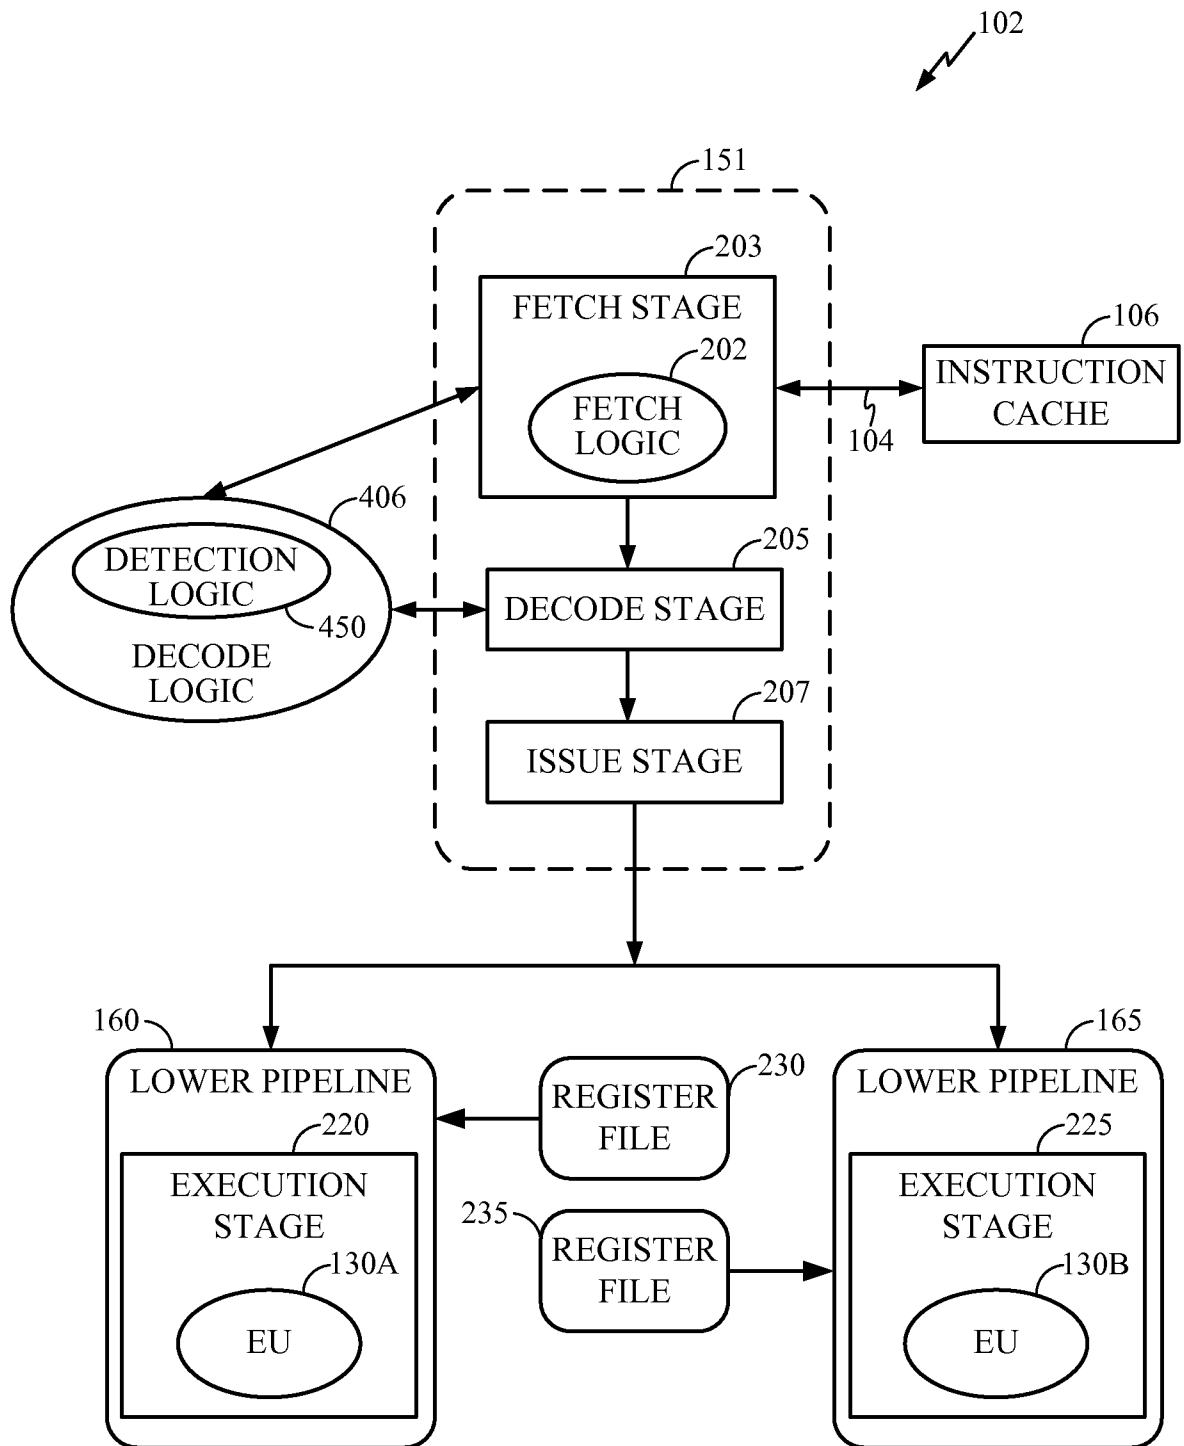 102
151
203
FETCH STAGE
202
FETCH
LOGIC
106
INSTRUCTION
CACHE
104
406
DETECTION
LOGIC
450
DECODE
LOGIC
205
DECODE STAGE
207
ISSUE STAGE
160
LOWER PIPELINE
220
EXECUTION
STAGE
130A
EU
230
REGISTER
FILE
235
REGISTER
FILE
165
LOWER PIPELINE
225
EXECUTION
STAGE
130B
EU